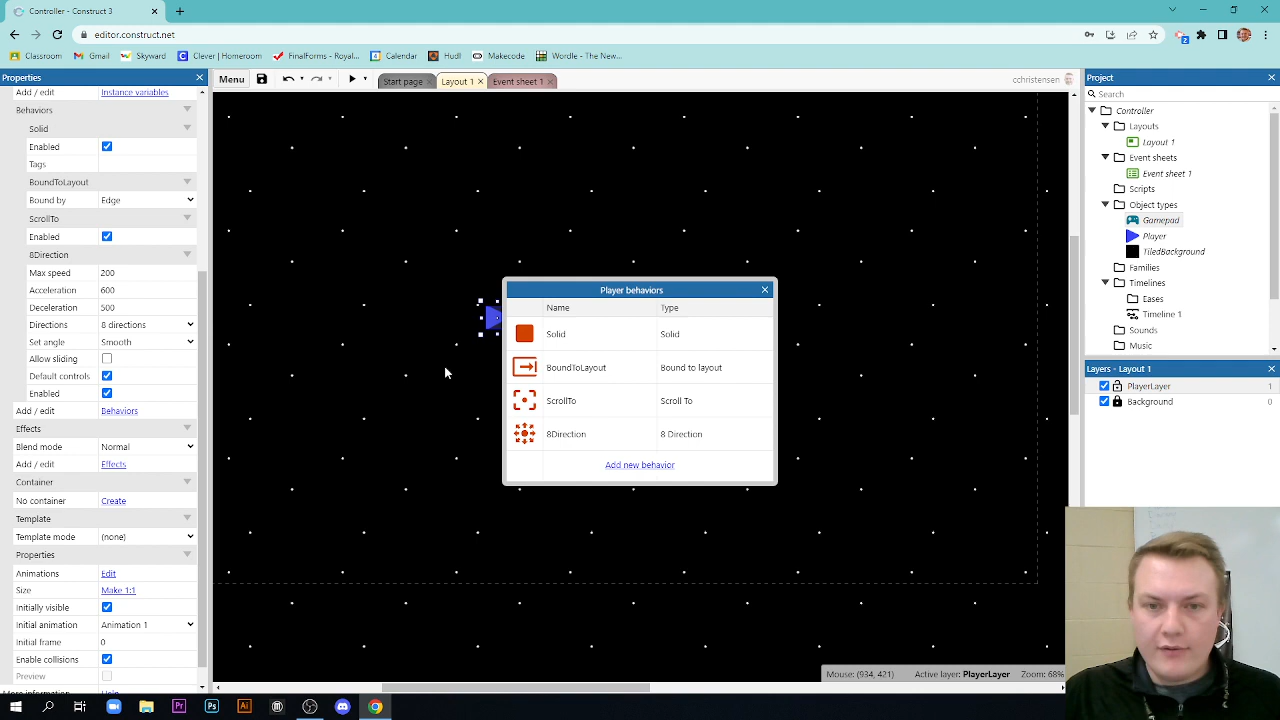 Controller - Construct 3
editor.construct.net
Classroom
Gmail
Skyward
Clever | Homeroom
FinalForms - Royal...
Calendar
Hudl
Makecode
Wordle - The New...
Properties
Menu
Start page
Layout 1
Event sheet 1
cchristensen
Project
Add / edit Instance variables
Behaviors
Solid
Enabled
Tags
BoundToLayout
Bound by Edge
ScrollTo
Enabled
8Direction
Max speed 200
Acceleration 600
Deceleration 500
Directions 8 directions
Set angle Smooth
Allow sliding
Default controls
Enabled
Add / edit Behaviors
Effects
Blend mode Normal
Add / edit Effects
Container
No container Create
Template
Template mode (none)
Properties
Animations Edit
Size Make 1:1
Initially visible
Initial animation Animation 1
Initial frame 0
Enable collisions
Preview
More information Help
Player behaviors
Name Type
Solid Solid
BoundToLayout Bound to layout
ScrollTo Scroll To
8Direction 8 Direction
Add new behavior
Mouse: (934, 421) Active layer: PlayerLayer Zoom: 68%
Search
Controller
Layouts
Layout 1
Event sheets
Event sheet 1
Scripts
Object types
Gamepad
Player
TiledBackground
Families
Timelines
Eases
Timeline 1
Sounds
Music
Layers - Layout 1
PlayerLayer 1
Background 0
Pr
Ps
Ai